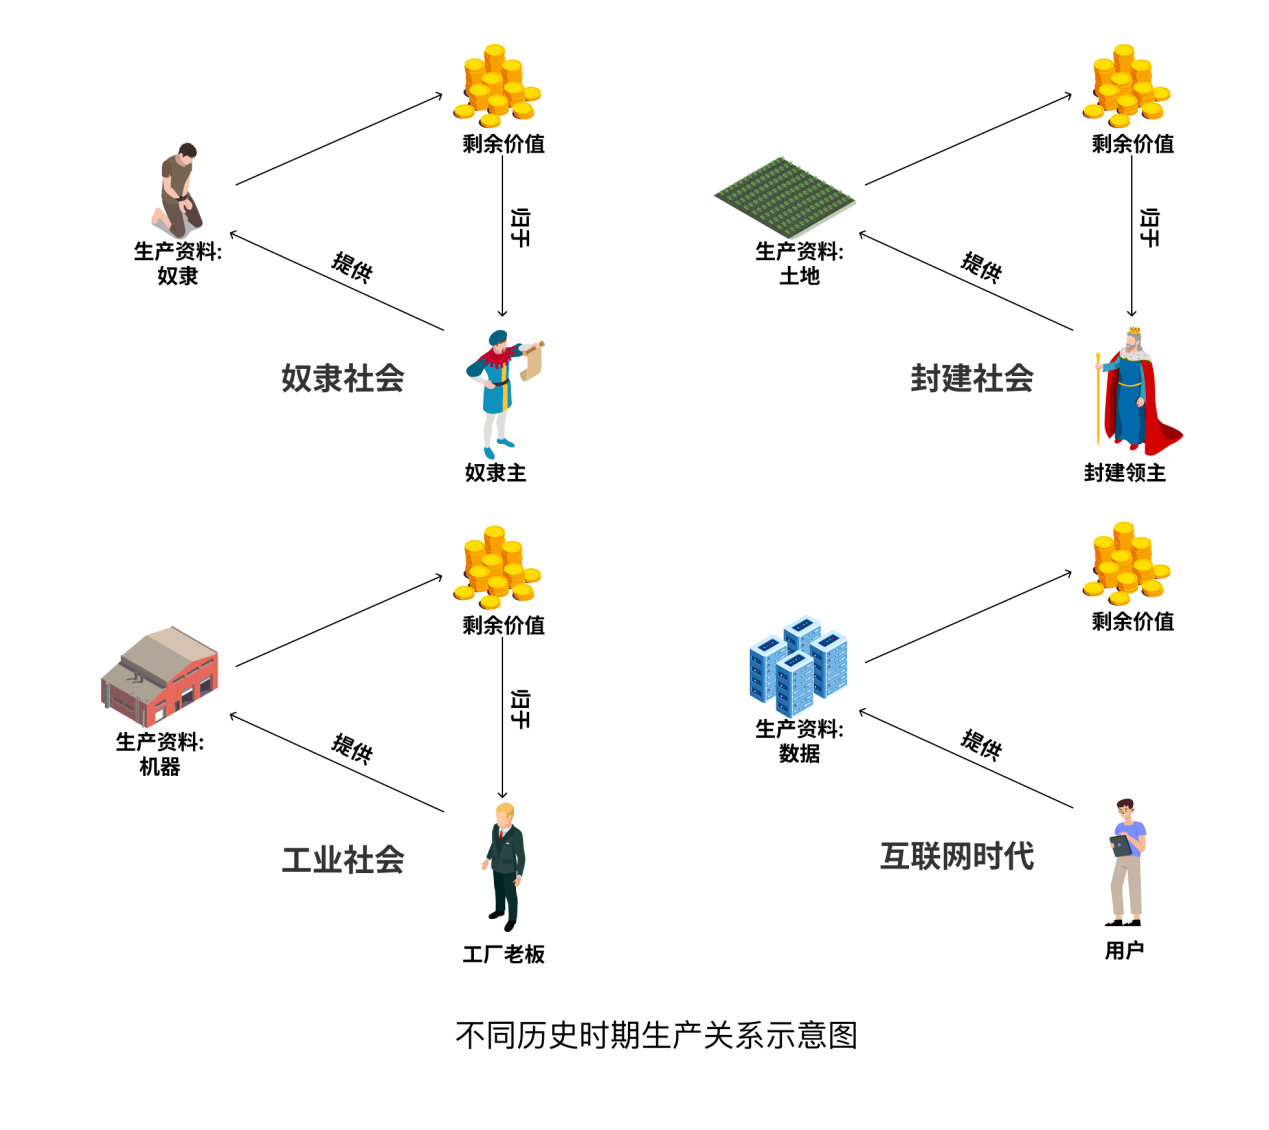 剩余价值
归于
生产资料:
奴隶
提供
奴隶社会
奴隶主
剩余价值
归于
生产资料:
土地
提供
封建社会
封建领主
剩余价值
归于
生产资料:
机器
提供
工业社会
工厂老板
剩余价值
生产资料:
数据
提供
互联网时代
用户
不同历史时期生产关系示意图